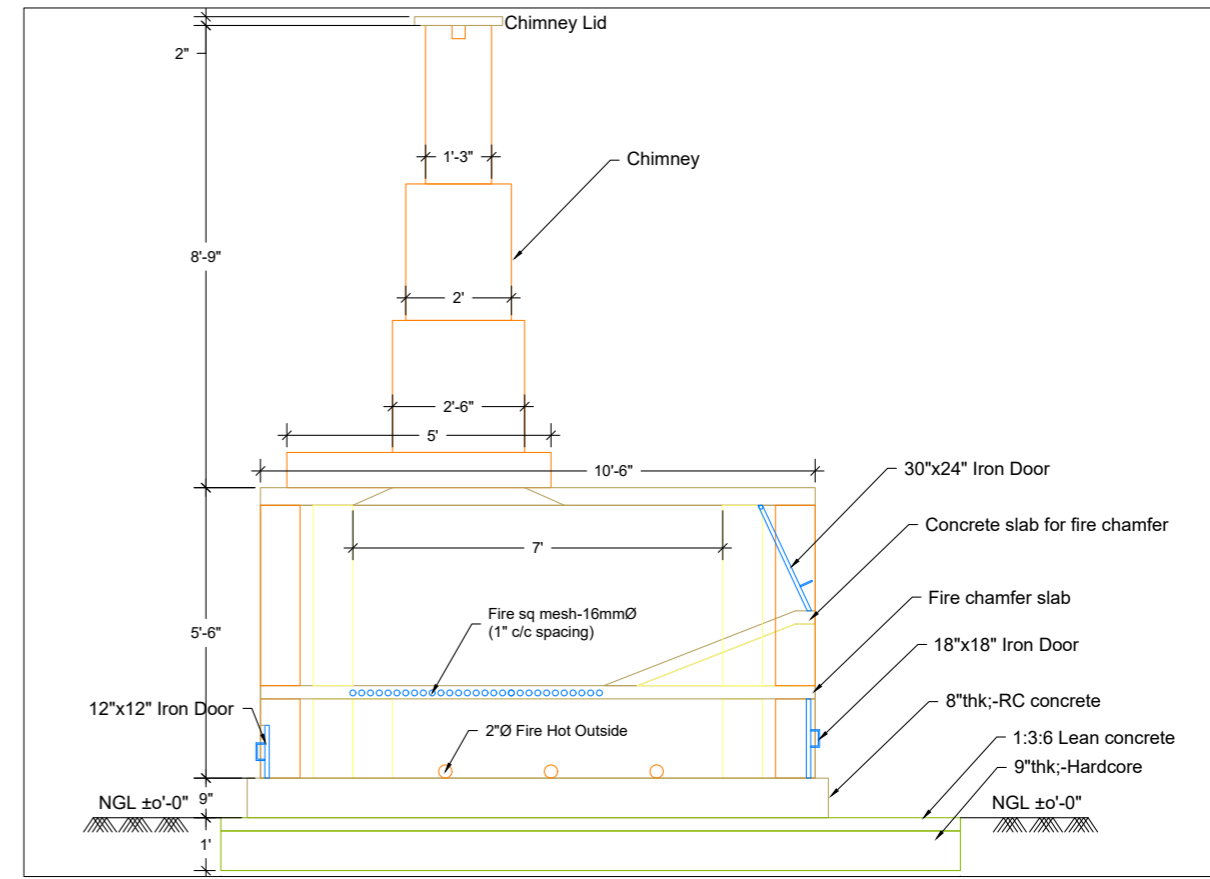 Chimney Lid
2"
1'-3"
Chimney
8'-9"
2'
2'-6"
5'
10'-6"
30"x24" Iron Door
Concrete slab for fire chamfer
7'
Fire chamfer slab
Fire sq mesh-16mmØ
(1" c/c spacing)
5'-6"
18"x18" Iron Door
12"x12" Iron Door
8"thk;-RC concrete
2"Ø Fire Hot Outside
1:3:6 Lean concrete
9"thk;-Hardcore
NGL ±o'-0"
9"
NGL ±o'-0"
1'